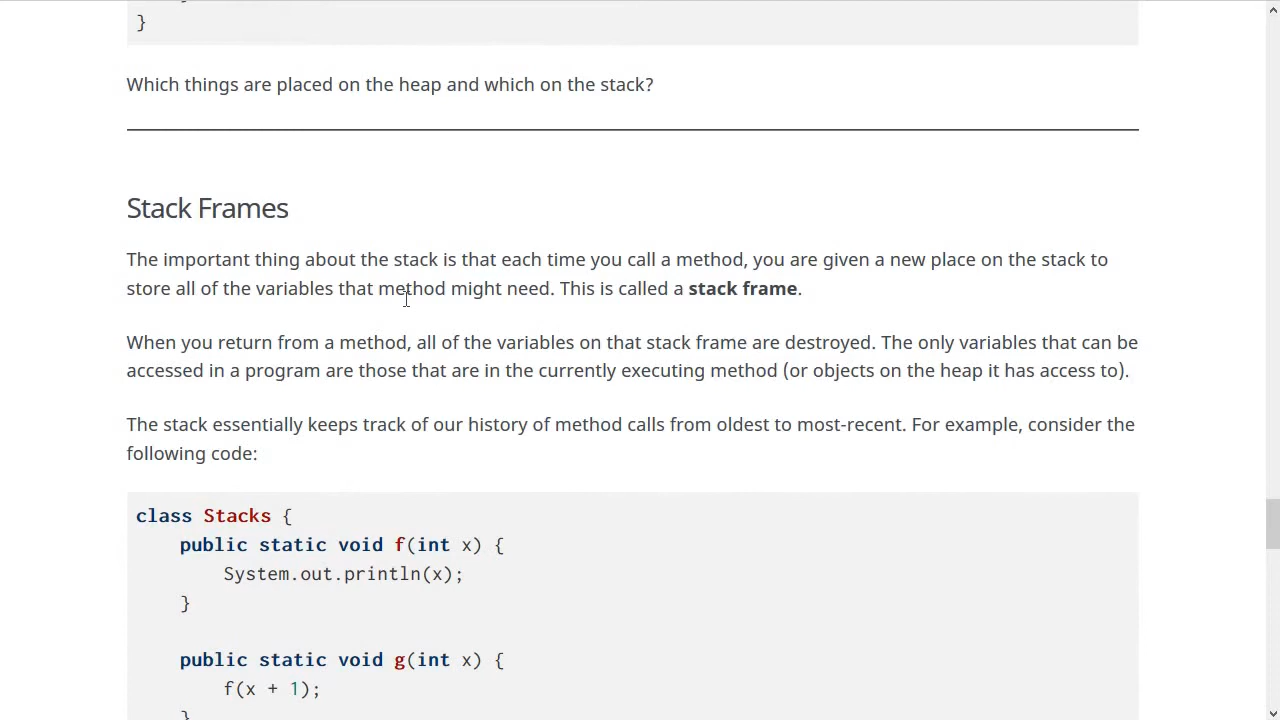 }
Which things are placed on the heap and which on the stack?
Stack Frames
The important thing about the stack is that each time you call a method, you are given a new place on the stack to
store all of the variables that method might need. This is called a stack frame.
When you return from a method, all of the variables on that stack frame are destroyed. The only variables that can be
accessed in a program are those that are in the currently executing method (or objects on the heap it has access to).
The stack essentially keeps track of our history of method calls from oldest to most-recent. For example, consider the
following code:
class Stacks {
    public static void f(int x) {
        System.out.println(x);
    }
    public static void g(int x) {
        f(x + 1);
    }